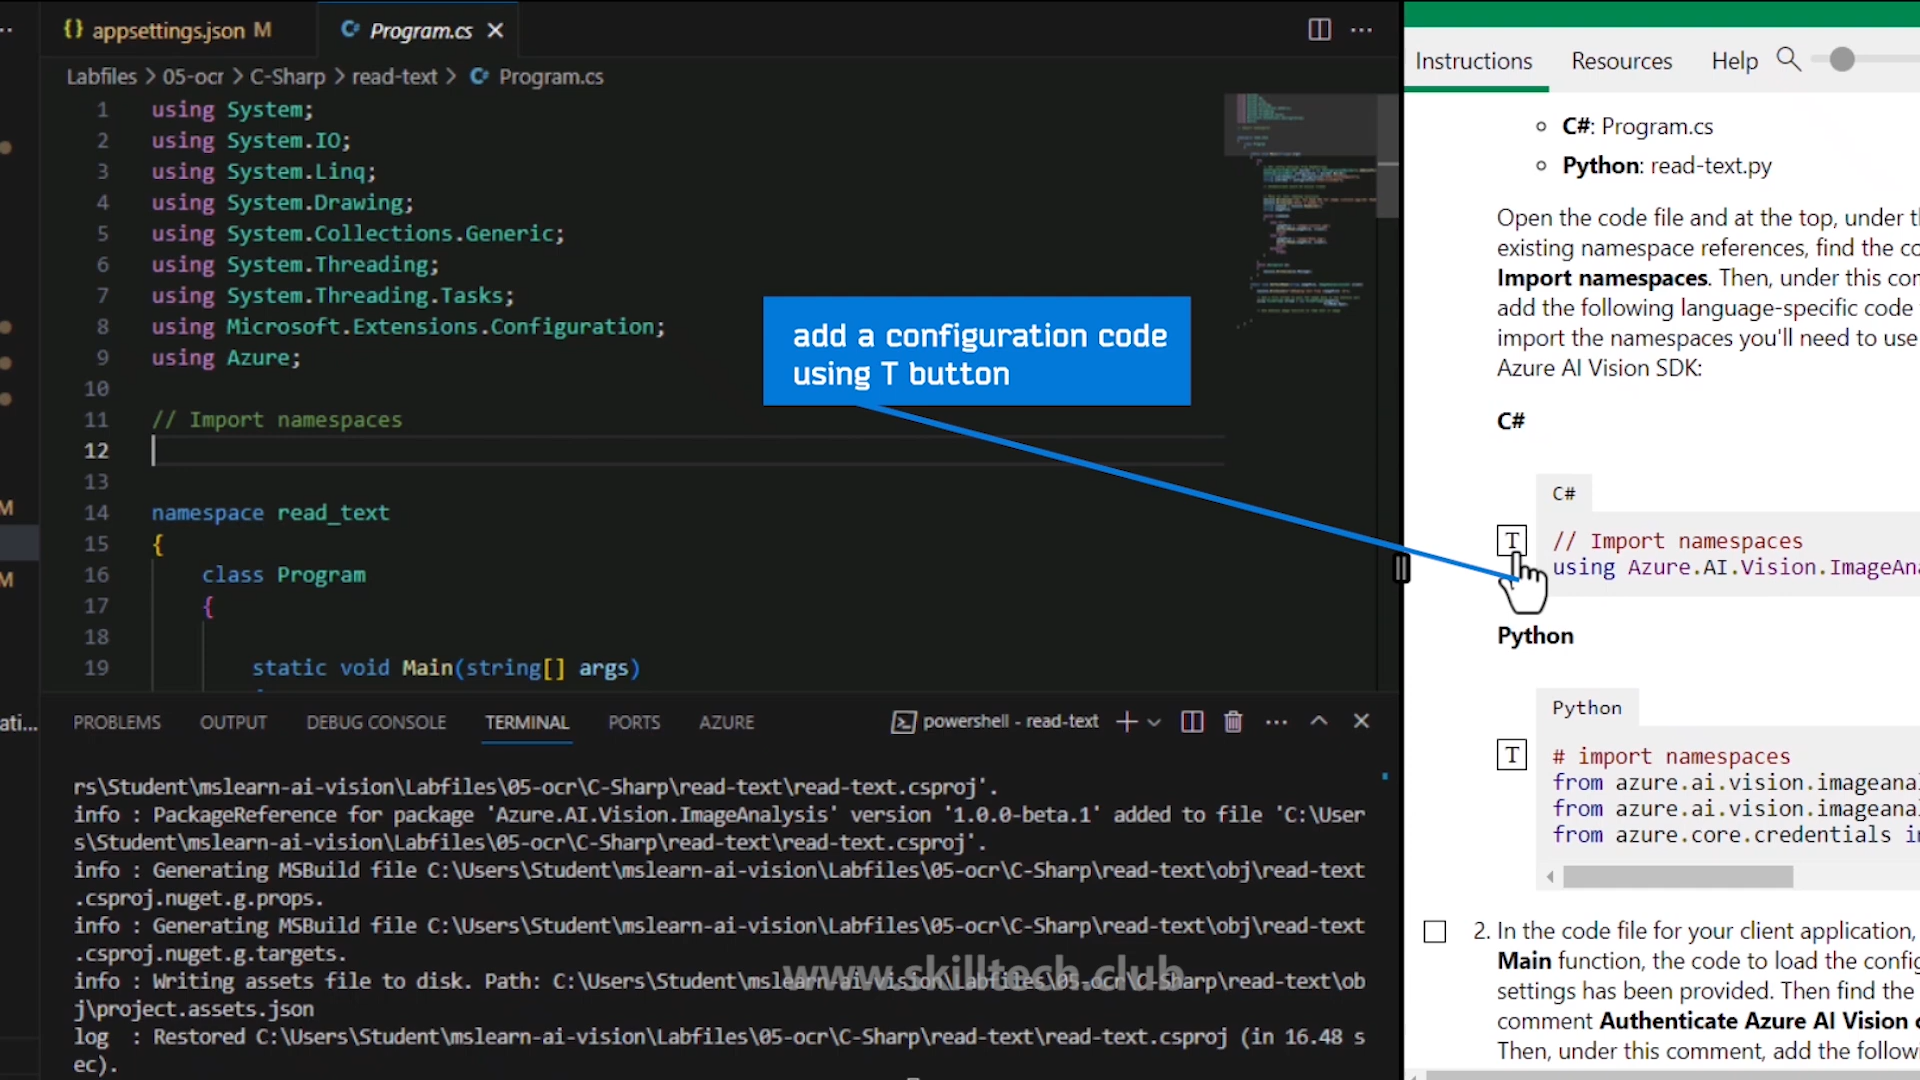 {} appsettings.json M
C# Program.cs
Labfiles > 05-ocr > C-Sharp > read-text > C# Program.cs
1 using System;
2 using System.IO;
3 using System.Linq;
4 using System.Drawing;
5 using System.Collections.Generic;
6 using System.Threading;
7 using System.Threading.Tasks;
8 using Microsoft.Extensions.Configuration;
9 using Azure;
10
11 // Import namespaces
12
13
14 namespace read_text
15 {
16 class Program
17 {
18
19 static void Main(string[] args)
add a configuration code
using T button
M
M
ati...
PROBLEMS OUTPUT DEBUG CONSOLE TERMINAL PORTS AZURE
powershell - read-text
rs\Student\mslearn-ai-vision\Labfiles\05-ocr\C-Sharp\read-text\read-text.csproj'.
info : PackageReference for package 'Azure.AI.Vision.ImageAnalysis' version '1.0.0-beta.1' added to file 'C:\User
s\Student\mslearn-ai-vision\Labfiles\05-ocr\C-Sharp\read-text\read-text.csproj'.
info : Generating MSBuild file C:\Users\Student\mslearn-ai-vision\Labfiles\05-ocr\C-Sharp\read-text\obj\read-text
.csproj.nuget.g.props.
info : Generating MSBuild file C:\Users\Student\mslearn-ai-vision\Labfiles\05-ocr\C-Sharp\read-text\obj\read-text
.csproj.nuget.g.targets.
info : Writing assets file to disk. Path: C:\Users\Student\mslearn-ai-vision\Labfiles\05-ocr\C-Sharp\read-text\ob
j\project.assets.json
log : Restored C:\Users\Student\mslearn-ai-vision\Labfiles\05-ocr\C-Sharp\read-text\read-text.csproj (in 16.48 s
ec).
www.skilltech.club
Instructions Resources Help
C#: Program.cs
Python: read-text.py
Open the code file and at the top, under th
existing namespace references, find the co
Import namespaces. Then, under this com
add the following language-specific code
import the namespaces you'll need to use
Azure AI Vision SDK:
C#
C#
T
// Import namespaces
using Azure.AI.Vision.ImageAna
Python
Python
T
# import namespaces
from azure.ai.vision.imageanal
from azure.ai.vision.imageanal
from azure.core.credentials im
2. In the code file for your client application,
Main function, the code to load the config
settings has been provided. Then find the
comment Authenticate Azure AI Vision c
Then, under this comment, add the followi